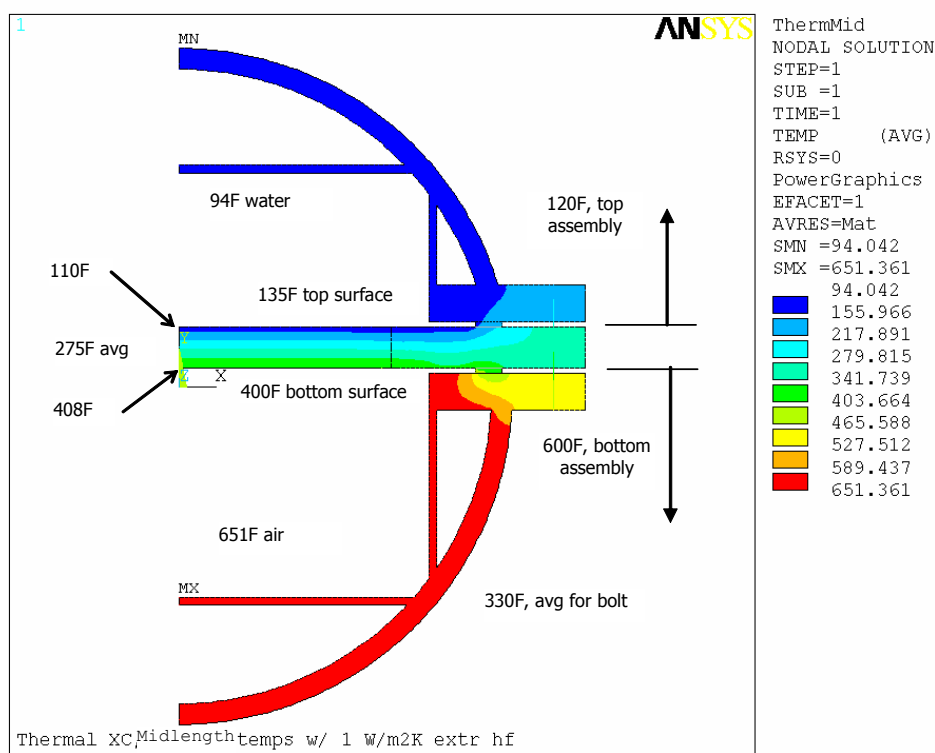 1
ANSYS
MN
94F water
120F, top
assembly
110F
135F top surface
275F avg
Y
Z
X
400F bottom surface
408F
600F, bottom
assembly
651F air
MX
330F, avg for bolt
Thermal XC, Midlength temps w/ 1 W/m2K extr hf
ThermMid
NODAL SOLUTION
STEP=1
SUB =1
TIME=1
TEMP (AVG)
RSYS=0
PowerGraphics
EFACET=1
AVRES=Mat
SMN =94.042
SMX =651.361
94.042
155.966
217.891
279.815
341.739
403.664
465.588
527.512
589.437
651.361